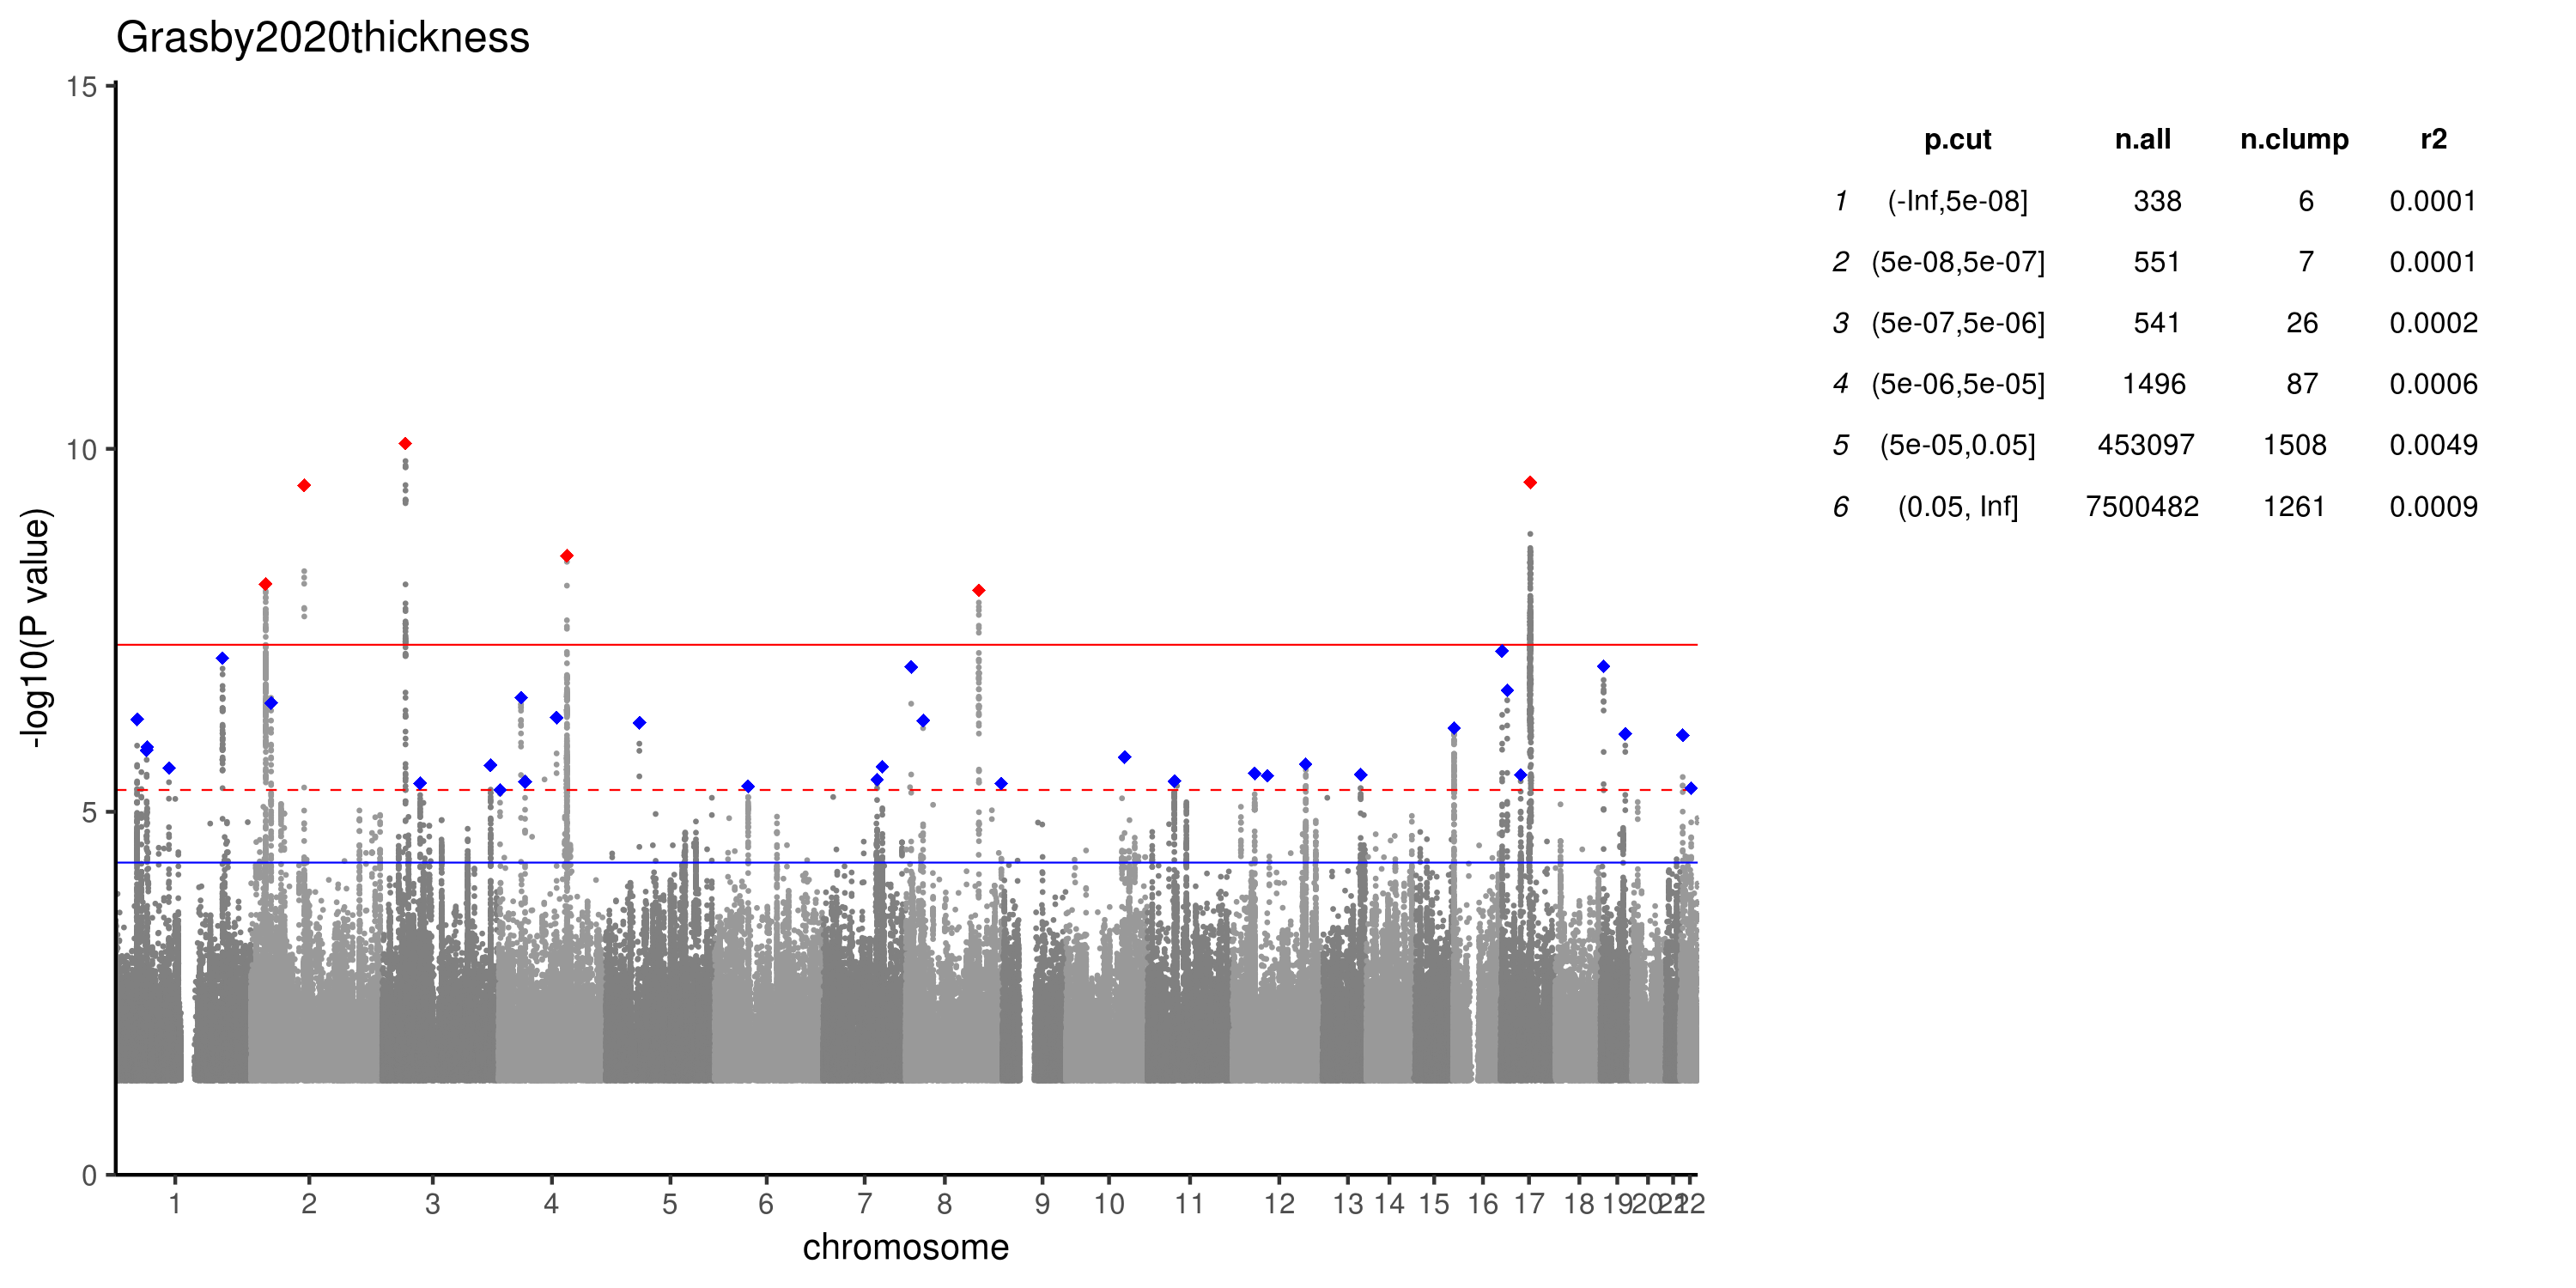 Grasby2020thickness
15
10
5
0
-log10(P value)
1 2 3 4 5 6 7 8 9 10 11 12 13 14 15 16 17 18 19 20 21 22
chromosome
p.cut n.all n.clump r2
1 (-Inf,5e-08] 338 6 0.0001
2 (5e-08,5e-07] 551 7 0.0001
3 (5e-07,5e-06] 541 26 0.0002
4 (5e-06,5e-05] 1496 87 0.0006
5 (5e-05,0.05] 453097 1508 0.0049
6 (0.05, Inf] 7500482 1261 0.0009